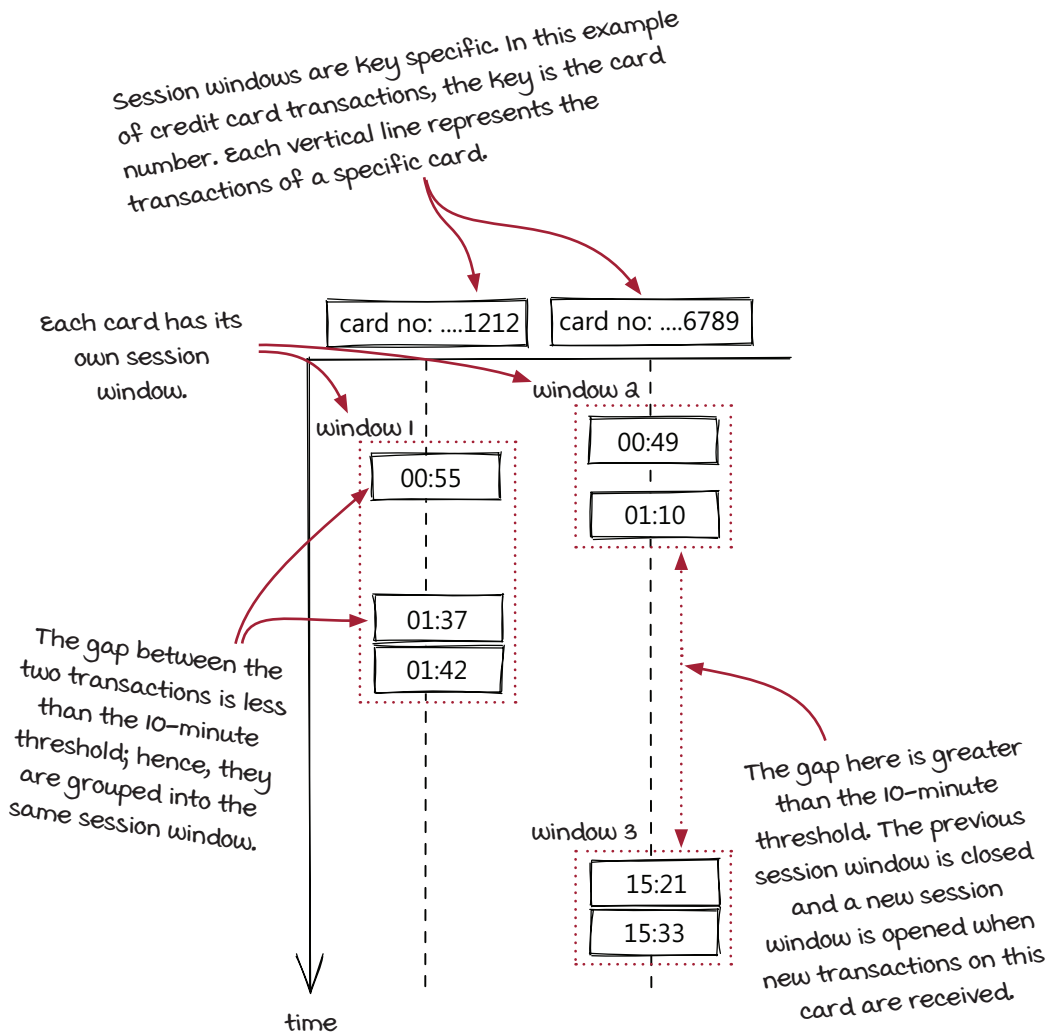 Session windows are key specific. In this example
of credit card transactions, the key is the card
number. Each vertical line represents the
transactions of a specific card.
card no: ....1212
card no: ....6789
Each card has its
own session
window.
window 1
window 2
00:55
01:37
01:42
00:49
01:10
The gap between the
two transactions is less
than the 10-minute
threshold; hence, they
are grouped into the
same session window.
window 3
15:21
15:33
The gap here is greater
than the 10-minute
threshold. The previous
session window is closed
and a new session
window is opened when
new transactions on this
card are received.
time